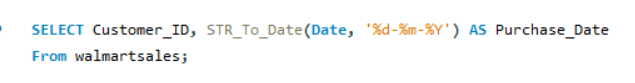 SELECT Customer_ID, STR_To_Date(Date, '%d-%m-%Y') AS Purchase_Date
From walmartsales;